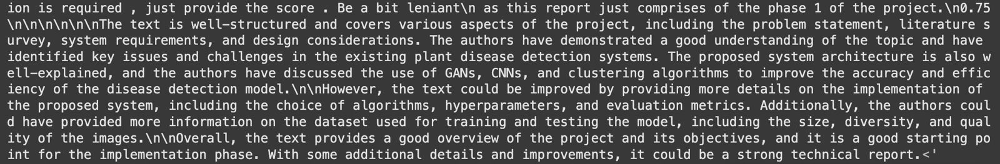 ion is required , just provide the score . Be a bit leniant\n as this report just comprises of the phase 1 of the project.\n0.75
\n\n\n\n\n\nThe text is well-structured and covers various aspects of the project, including the problem statement, literature s
urvey, system requirements, and design considerations. The authors have demonstrated a good understanding of the topic and have
identified key issues and challenges in the existing plant disease detection systems. The proposed system architecture is also w
ell-explained, and the authors have discussed the use of GANs, CNNs, and clustering algorithms to improve the accuracy and effic
iency of the disease detection model.\n\nHowever, the text could be improved by providing more details on the implementation of
the proposed system, including the choice of algorithms, hyperparameters, and evaluation metrics. Additionally, the authors coul
d have provided more information on the dataset used for training and testing the model, including the size, diversity, and qual
ity of the images.\n\nOverall, the text provides a good overview of the project and its objectives, and it is a good starting po
int for the implementation phase. With some additional details and improvements, it could be a strong technical report.<'